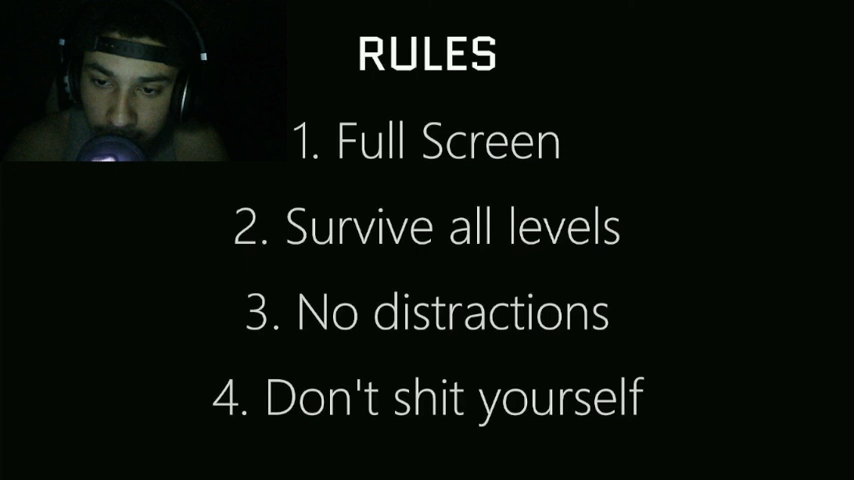 RULES
1. Full Screen
2. Survive all levels
3. No distractions
4. Don't shit yourself